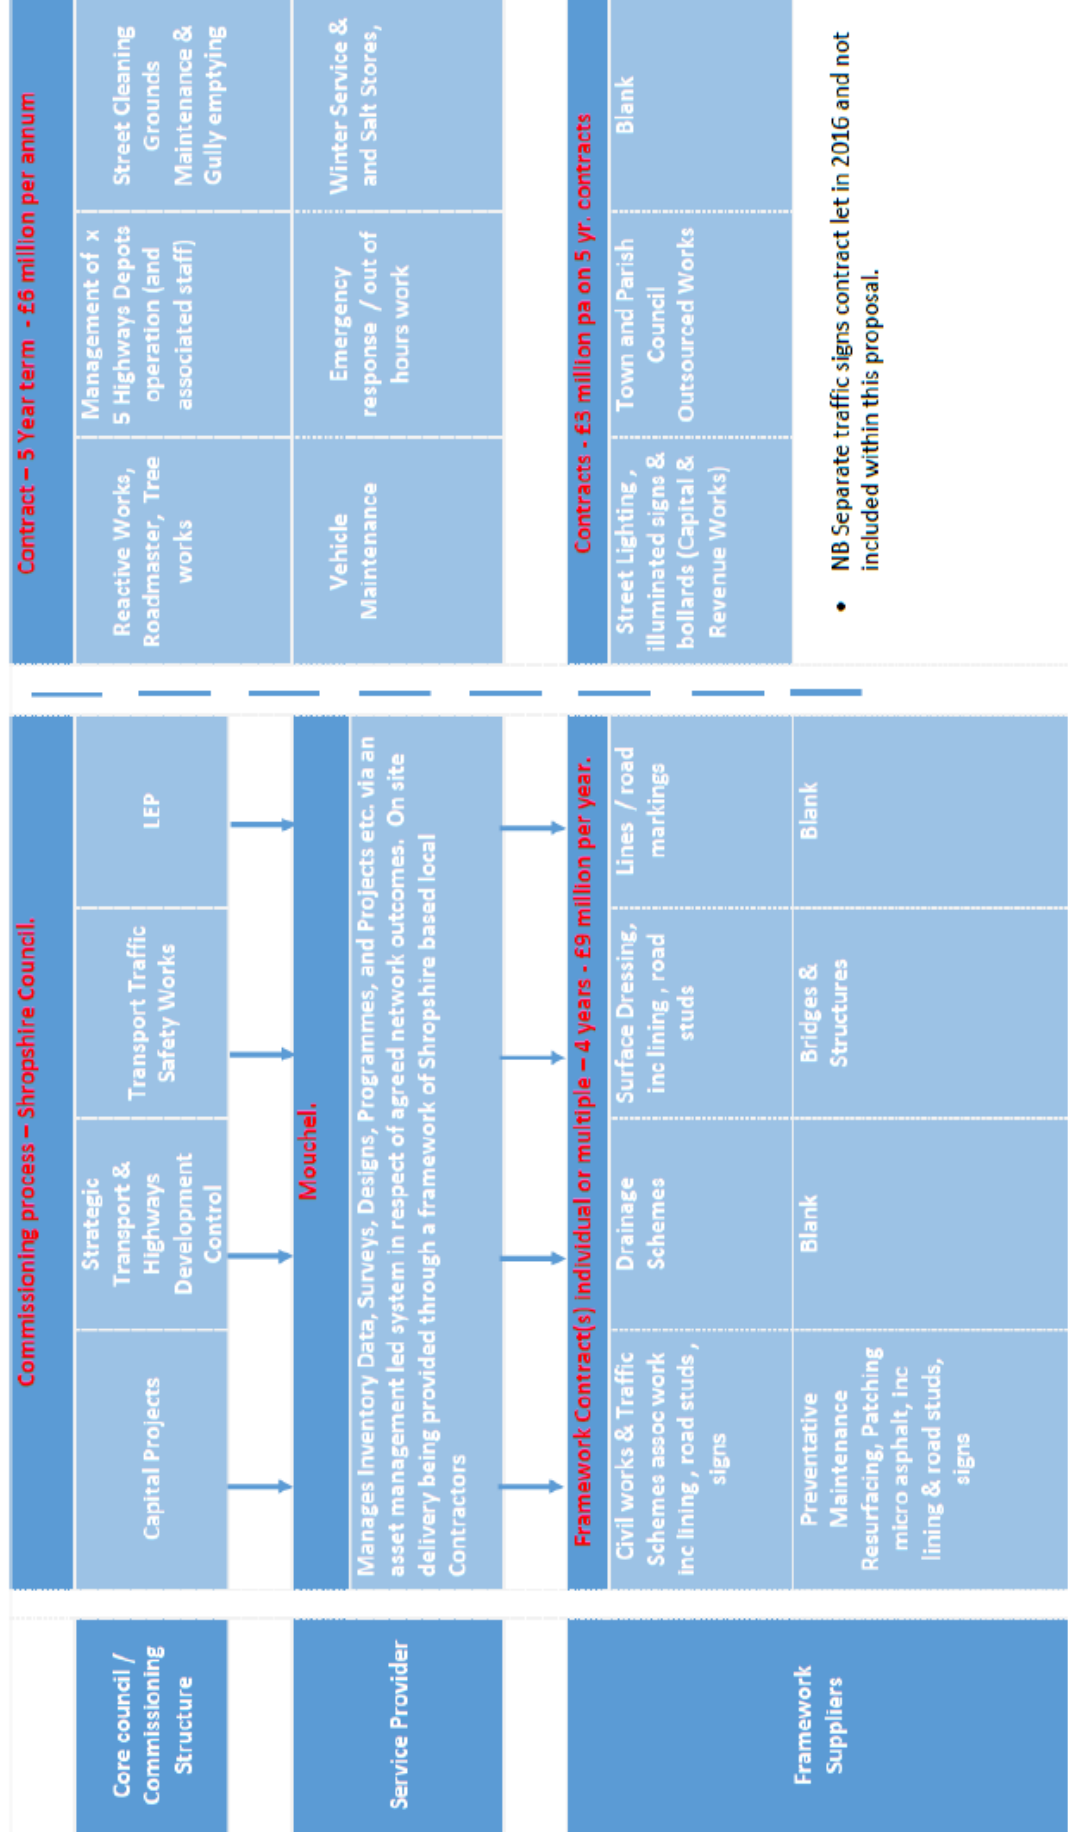 Commissioning process – Shropshire Council.
Contract – 5 Year term - £6 million per annum
Core council /
Commissioning
Structure
Capital Projects
Strategic
Transport &
Highways
Development
Control
Transport Traffic
Safety Works
LEP
Reactive Works,
Roadmaster, Tree
works
Management of x
5 Highways Depots
operation (and
associated staff)
Street Cleaning
Grounds
Maintenance &
Gully emptying
Service Provider
Mouchel.
Manages Inventory Data, Surveys, Designs, Programmes, and Projects etc. via an
asset management led system in respect of agreed network outcomes. On site
delivery being provided through a framework of Shropshire based local
Contractors
Vehicle
Maintenance
Emergency
response / out of
hours work
Winter Service &
and Salt Stores,
Framework
Suppliers
Framework Contract(s) individual or multiple – 4 years - £9 million per year.
Civil works & Traffic
Schemes assoc work
inc lining, road studs ,
signs
Drainage
Schemes
Surface Dressing,
inc lining , road
studs
Lines / road
markings
Preventative
Maintenance
Resurfacing, Patching
micro asphalt, inc
lining & road studs,
signs
Blank
Bridges &
Structures
Blank
Contracts - £3 million pa on 5 yr. contracts
Street Lighting ,
illuminated signs &
bollards (Capital &
Revenue Works)
Town and Parish
Council
Outsourced Works
Blank
• NB Separate traffic signs contract let in 2016 and not
included within this proposal.